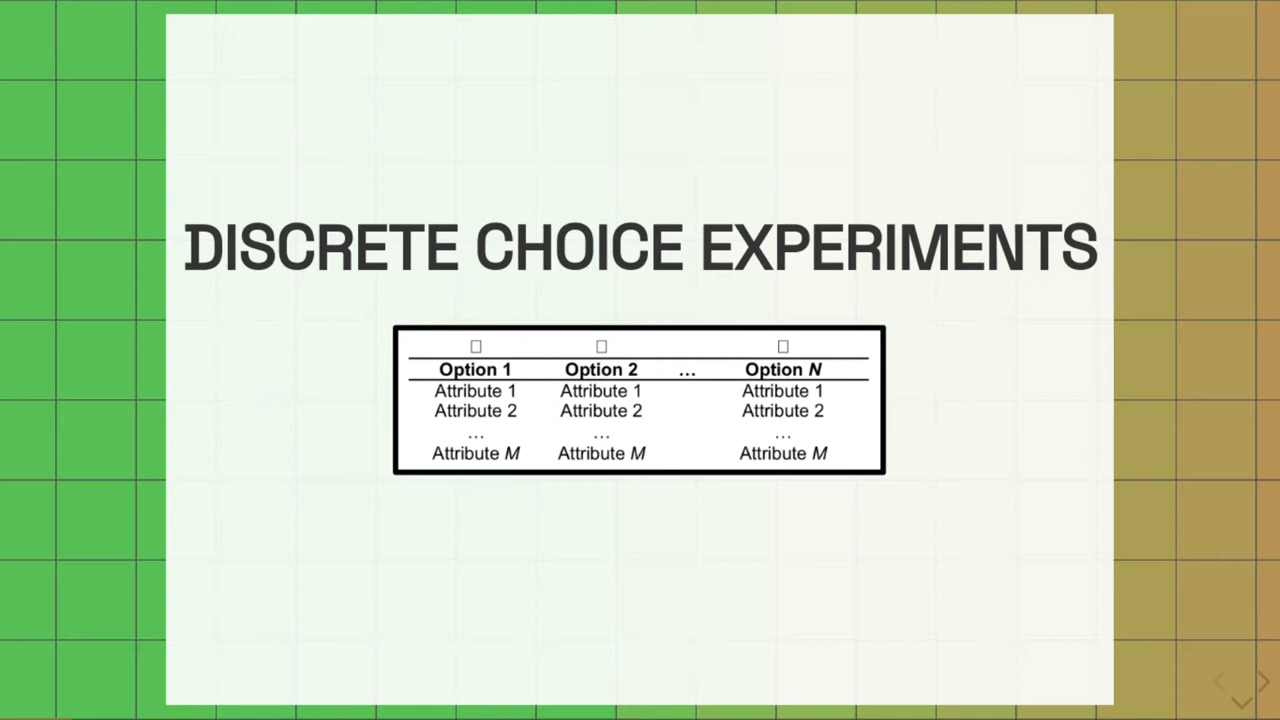 DISCRETE CHOICE EXPERIMENTS
□ □ □
Option 1 Option 2 … Option N
Attribute 1 Attribute 1 Attribute 1
Attribute 2 Attribute 2 Attribute 2
… … …
Attribute M Attribute M Attribute M